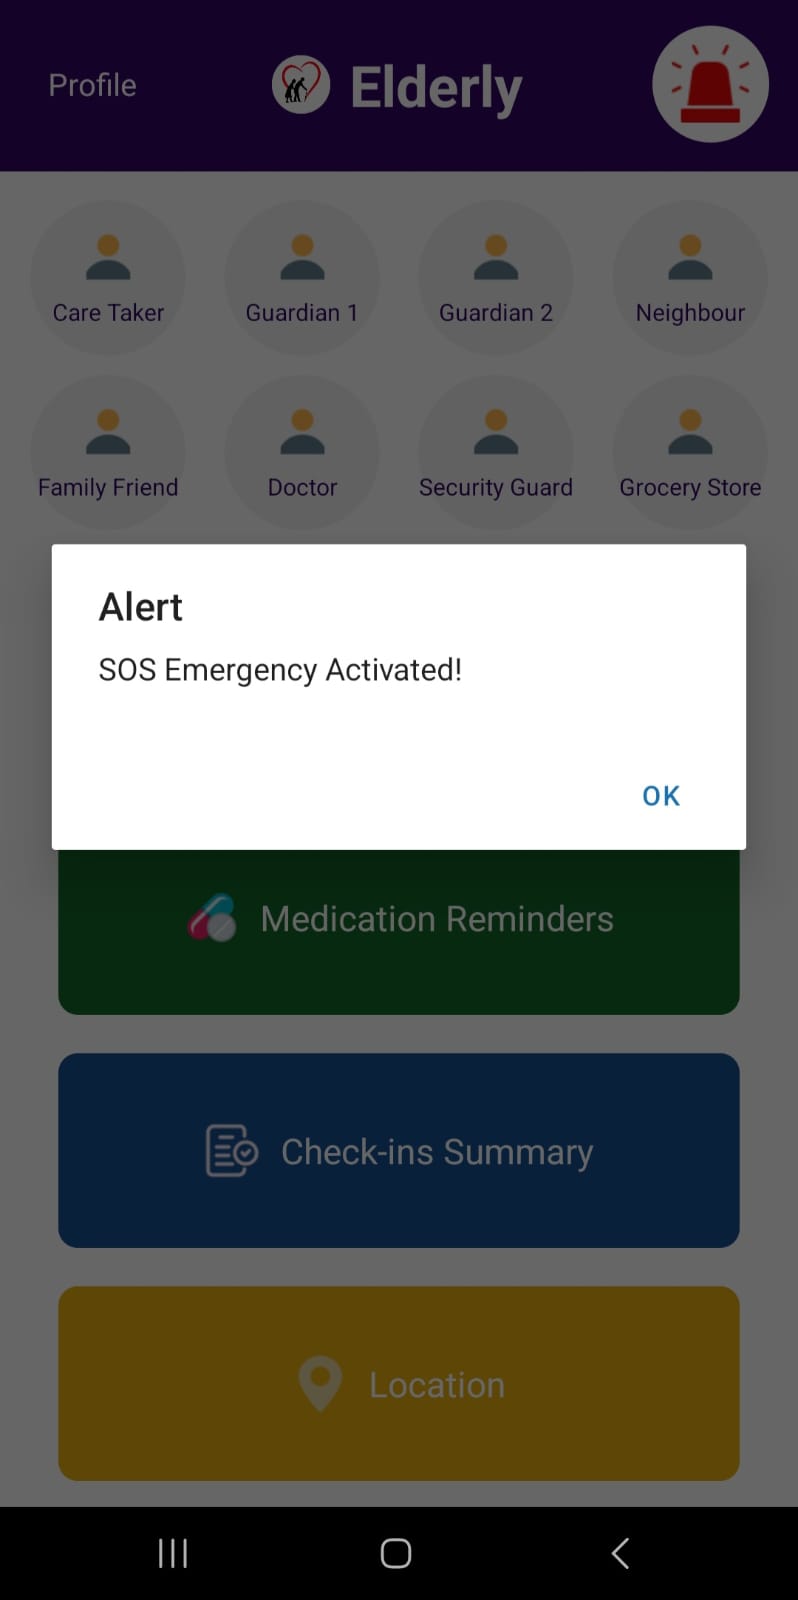 Profile
Elderly
Care Taker
Guardian 1
Guardian 2
Neighbour
Family Friend
Doctor
Security Guard
Grocery Store
Alert
SOS Emergency Activated!
OK
Medication Reminders
Check-ins Summary
Location